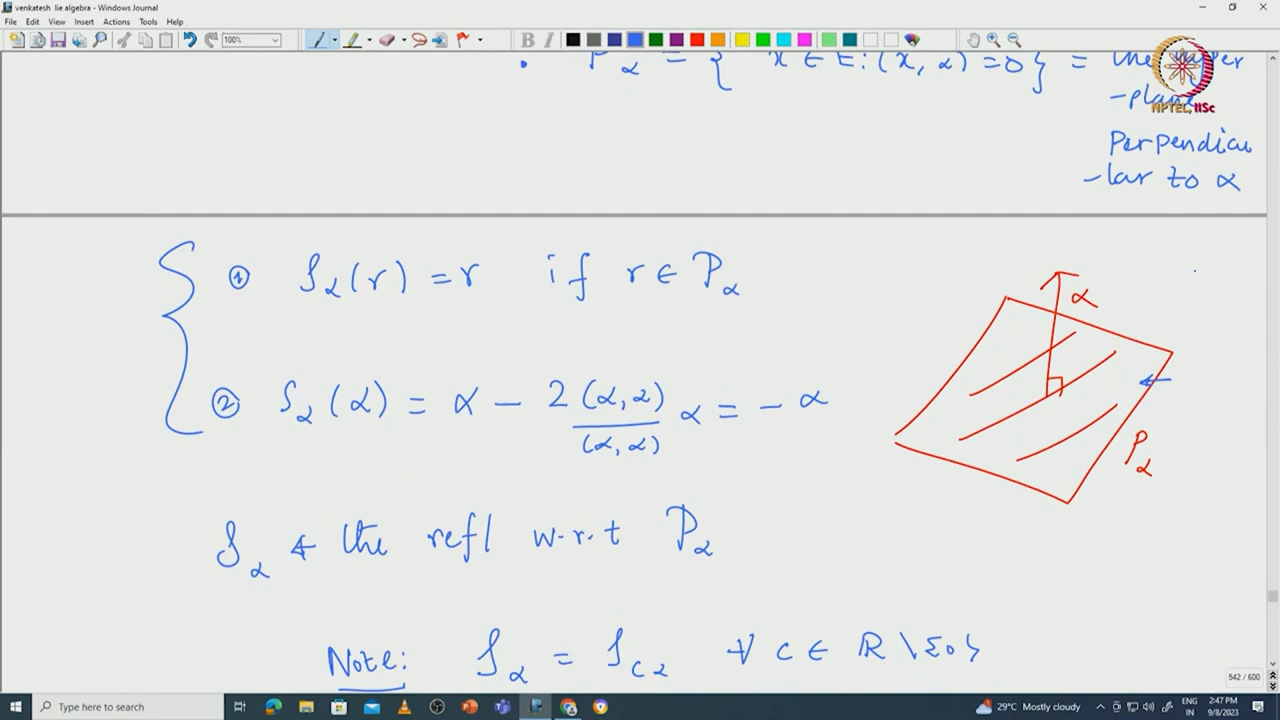 venkatesh lie algebra - Windows Journal
File Edit View Insert Actions Tools Help
100%
B I
• P_α = { x ∈ E : (x, α) = 0 } = the hyper
-plane
NPTEL, IISc
Perpendicu
-lar to α
① s_α(r) = r if r ∈ P_α
α
② s_α(α) = α - 2(α, α)/(α, α) α = - α
P_α
s_α the refl w.r.t P_α
Note: s_α = s_cα ∀ c ∈ ℝ \ {0}
542 / 600
Type here to search
29°C Mostly cloudy
ENG
IN
2:47 PM
9/8/2023